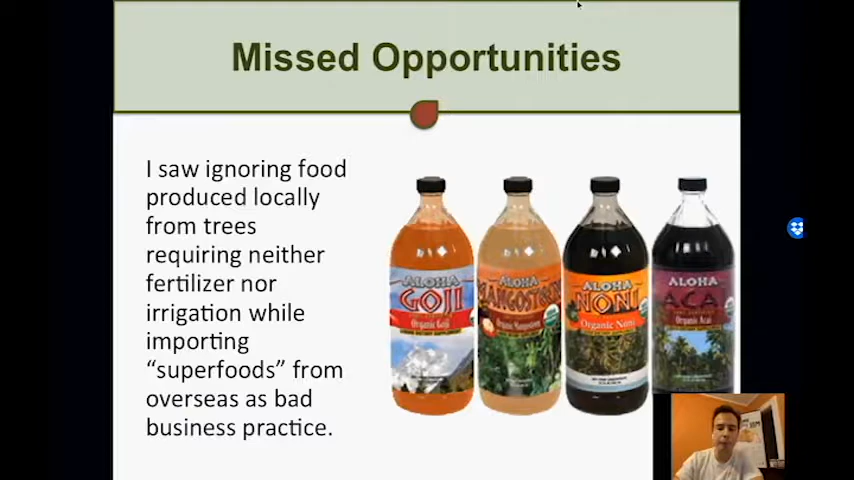 Missed Opportunities
I saw ignoring food
produced locally
from trees
requiring neither
fertilizer nor
irrigation while
importing
“superfoods” from
overseas as bad
business practice.
ALOHA
GOJI
Organic Goji
ALOHA
MANGOSTEEN
Organic Mangosteen
ALOHA
NONI
Organic Noni
ALOHA
ACA
Organic Acai